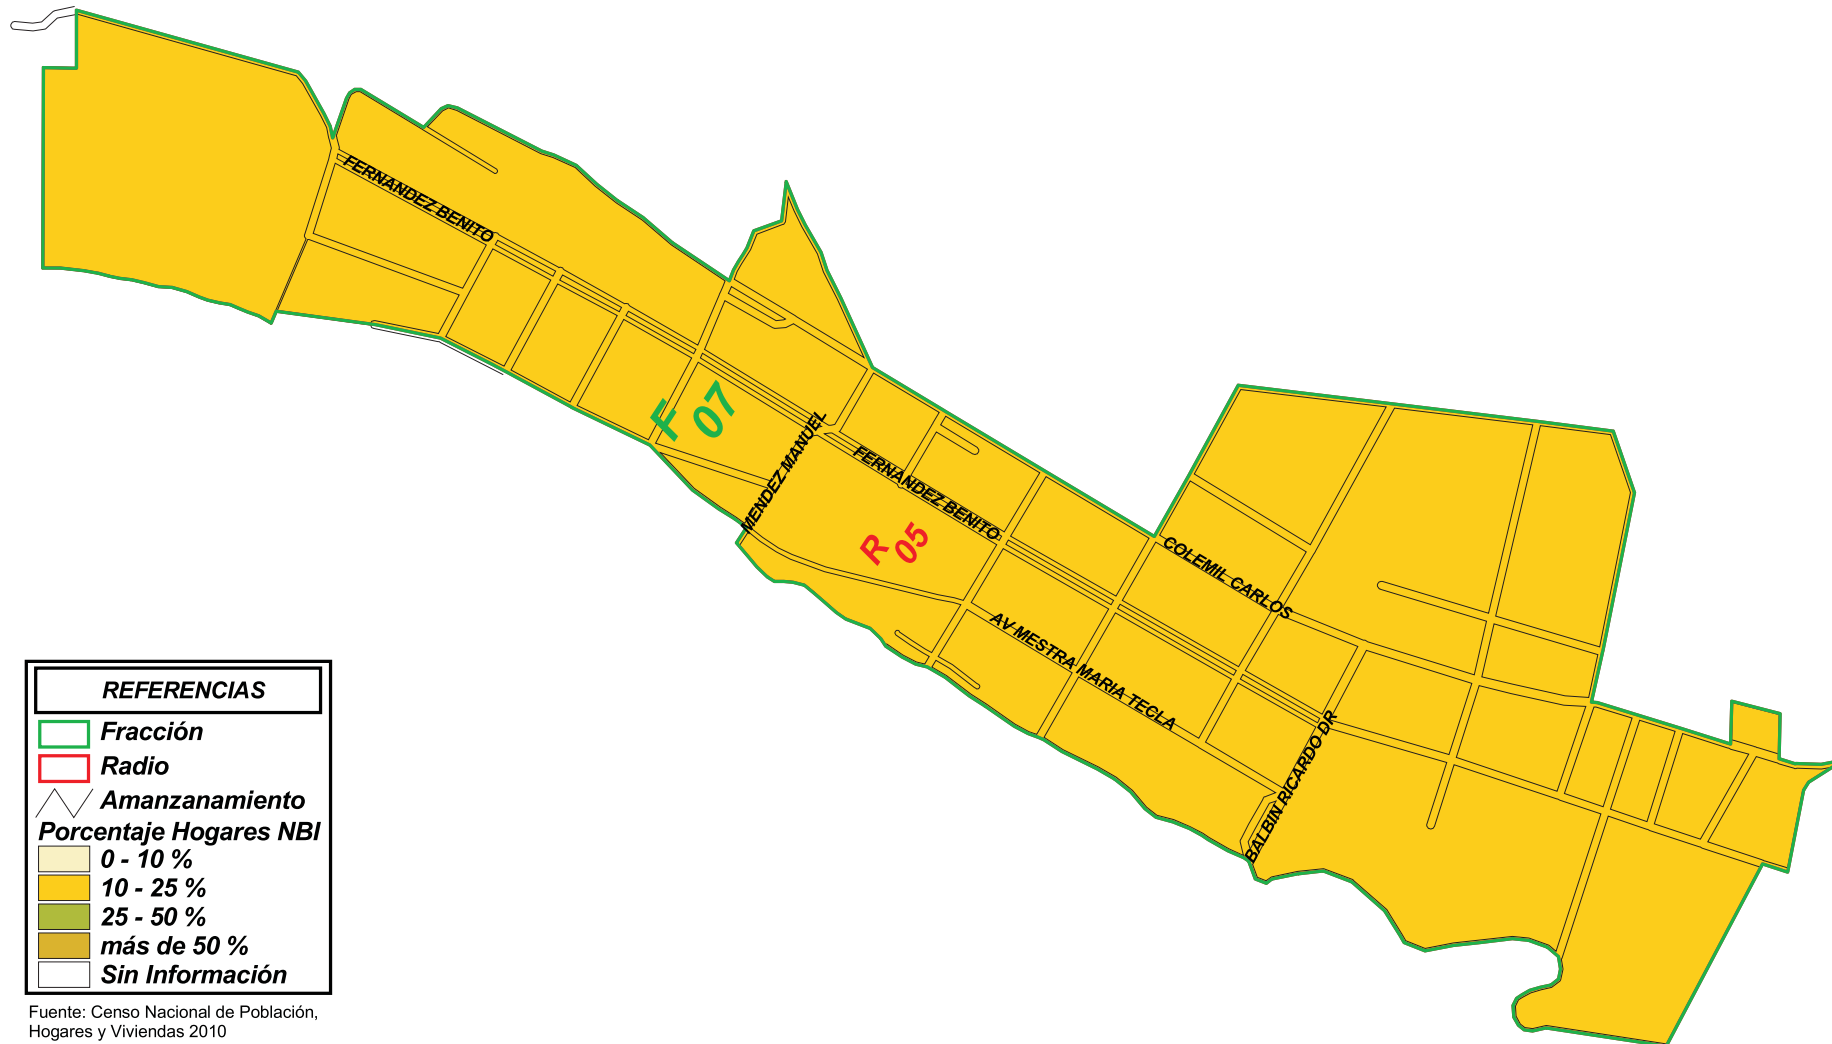 FERNANDEZ BENITO
F 07
MENDEZ MANUEL
FERNANDEZ BENITO
R 05
COLEMIL CARLOS
AV MESTRA MARIA TECLA
BALBIN RICARDO DR
REFERENCIAS
Fracción
Radio
Amanzanamiento
Porcentaje Hogares NBI
0 - 10 %
10 - 25 %
25 - 50 %
más de 50 %
Sin Información
Fuente: Censo Nacional de Población,
Hogares y Viviendas 2010